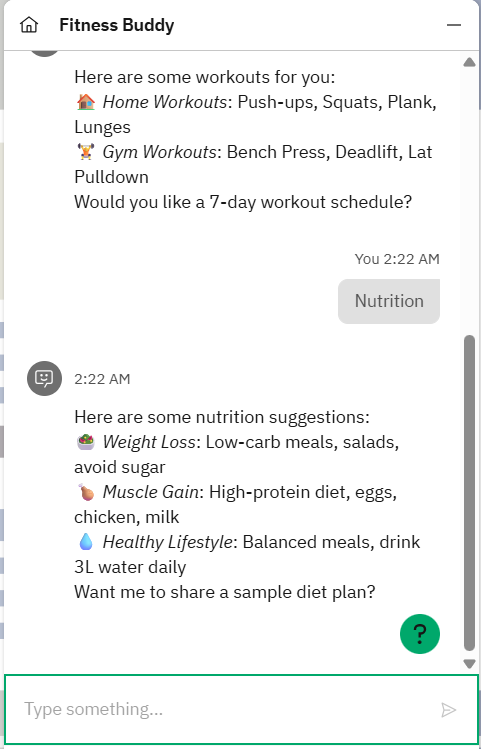 Fitness Buddy
Here are some workouts for you:
🏠 Home Workouts: Push-ups, Squats, Plank,
Lunges
🏋️ Gym Workouts: Bench Press, Deadlift, Lat
Pulldown
Would you like a 7-day workout schedule?
You 2:22 AM
Nutrition
2:22 AM
Here are some nutrition suggestions:
🥗 Weight Loss: Low-carb meals, salads,
avoid sugar
🍗 Muscle Gain: High-protein diet, eggs,
chicken, milk
💧 Healthy Lifestyle: Balanced meals, drink
3L water daily
Want me to share a sample diet plan?
?
Type something...